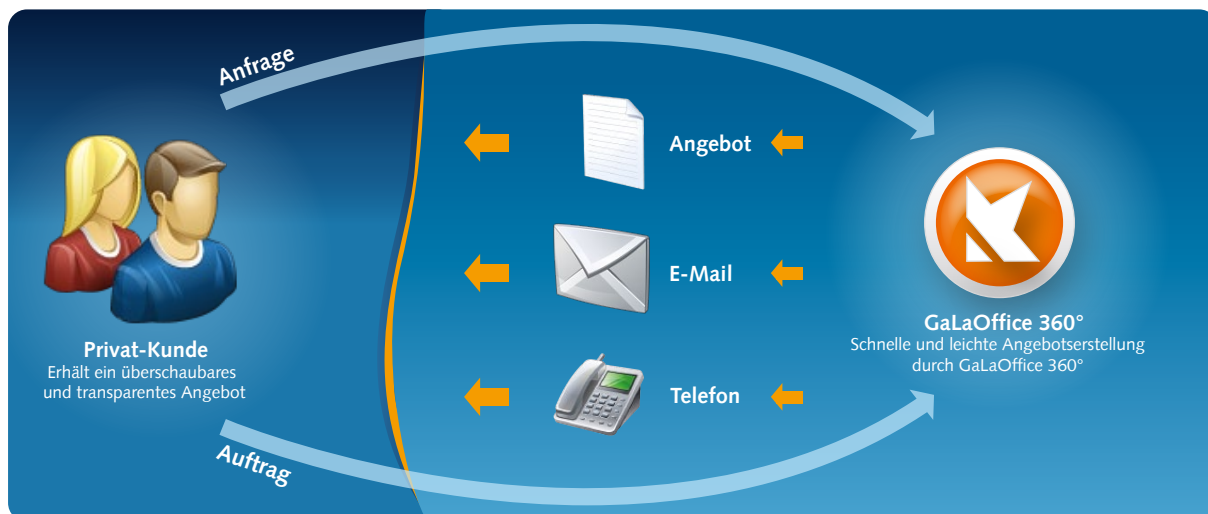 Anfrage
Angebot
E-Mail
GaLaOffice 360°
Schnelle und leichte Angebotserstellung
durch GaLaOffice 360°
Privat-Kunde
Erhält ein überschaubares
und transparentes Angebot
Telefon
Auftrag